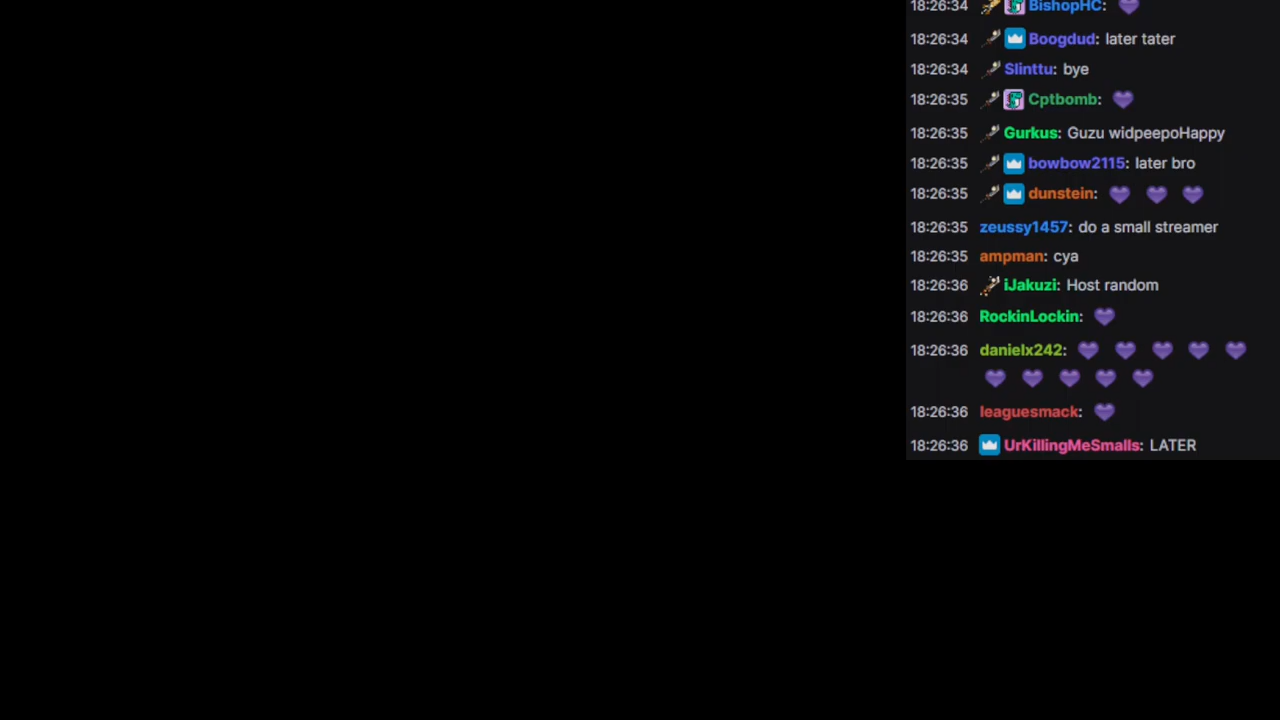 18:26:34 BishopHC: 💜
18:26:34 Boogdud: later tater
18:26:34 Slinttu: bye
18:26:35 Cptbomb: 💜
18:26:35 Gurkus: Guzu widpeepoHappy
18:26:35 bowbow2115: later bro
18:26:35 dunstein: 💜 💜 💜
18:26:35 zeussy1457: do a small streamer
18:26:35 ampman: cya
18:26:36 iJakuzi: Host random
18:26:36 RockinLockin: 💜
18:26:36 danielx242: 💜 💜 💜 💜 💜
💜 💜 💜 💜 💜
18:26:36 leaguesmack: 💜
18:26:36 UrKillingMeSmalls: LATER